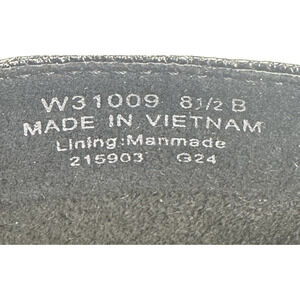 W31009 8 1/2 B
MADE IN VIETNAM
Lining:Manmade
215903 G24